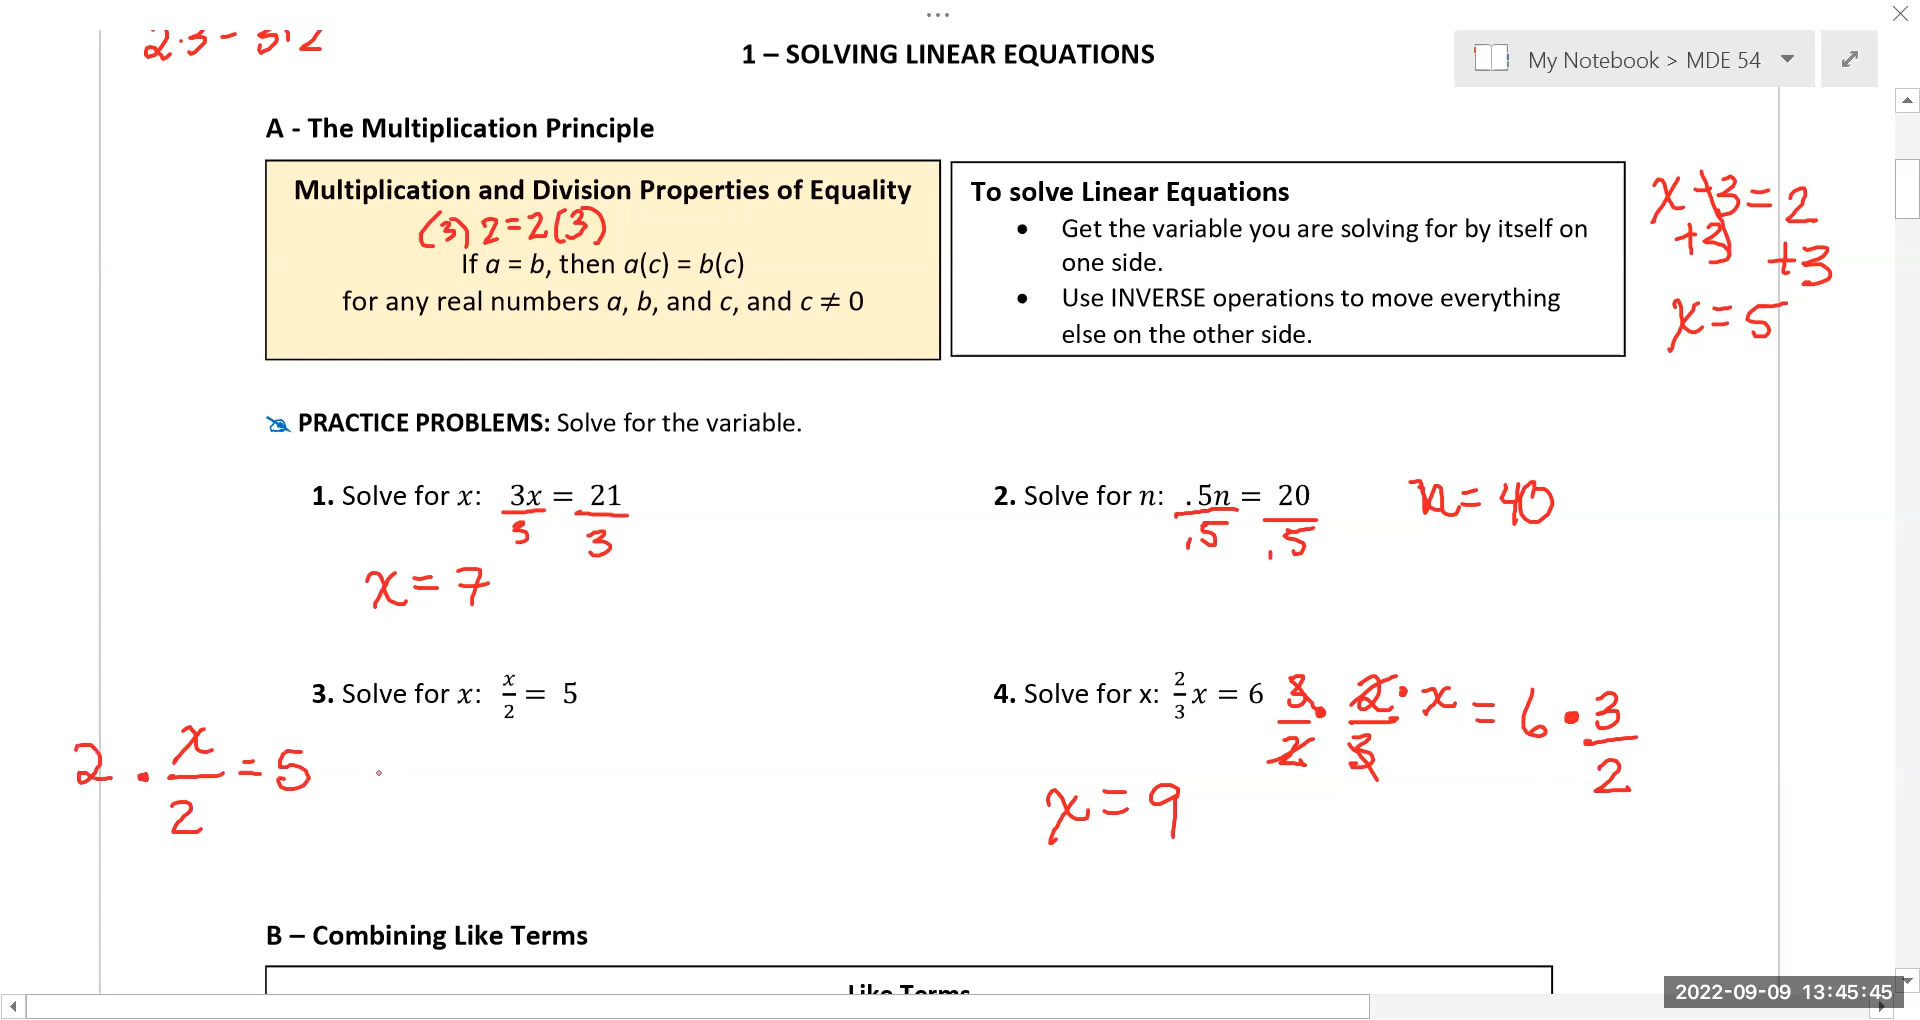 1 – SOLVING LINEAR EQUATIONS
My Notebook > MDE 54
A - The Multiplication Principle
Multiplication and Division Properties of Equality
(3) 2 = 2 (3)
If a = b, then a(c) = b(c)
for any real numbers a, b, and c, and c ≠ 0
To solve Linear Equations
• Get the variable you are solving for by itself on
one side.
• Use INVERSE operations to move everything
else on the other side.
+3 +3
x = 5
PRACTICE PROBLEMS: Solve for the variable.
1. Solve for x: 3x = 21
3 3
x = 7
2. Solve for n: .5n = 20
.5 .5
n = 40
3. Solve for x: x/2 = 5
2 · x/2 = 5
4. Solve for x: 2/3 x = 6
3/2 · 2/3 · x = 6 · 3/2
x = 9
B – Combining Like Terms
Like Terms
2022-09-09 13:45:45